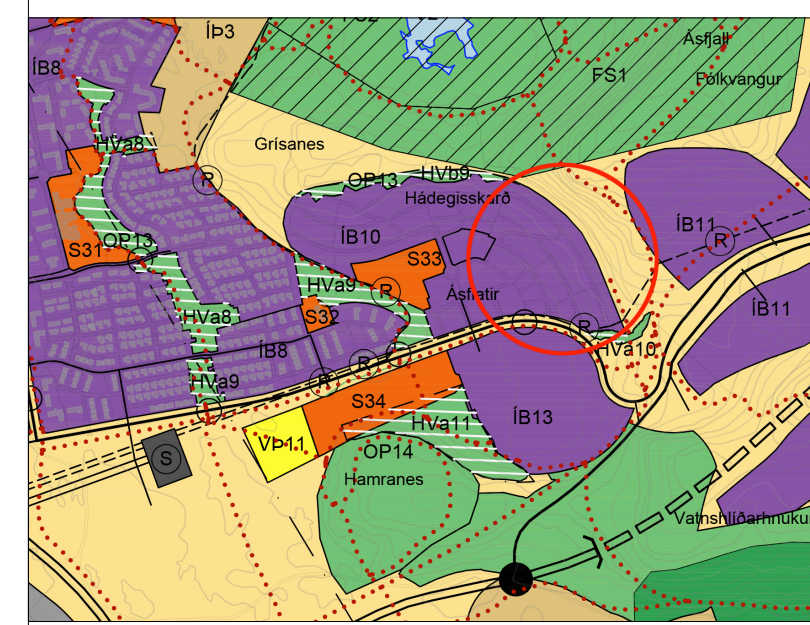 ÍÞ3
Ásfjall
ÍB8
FS1
Fólkvangur
HVa8
Grísanes
OP13
HVb9
R
Hádegisskarð
ÍB11
R
ÍB10
S31
OP13
S33
HVa9
R
Ásflatir
ÍB11
HVa8
S32
R
ÍB8
HVa10
R
R
HVa9
S34
HVa11
ÍB13
VÞ11
OP14
S
Hamranes
Vatnshlíðarhnúku